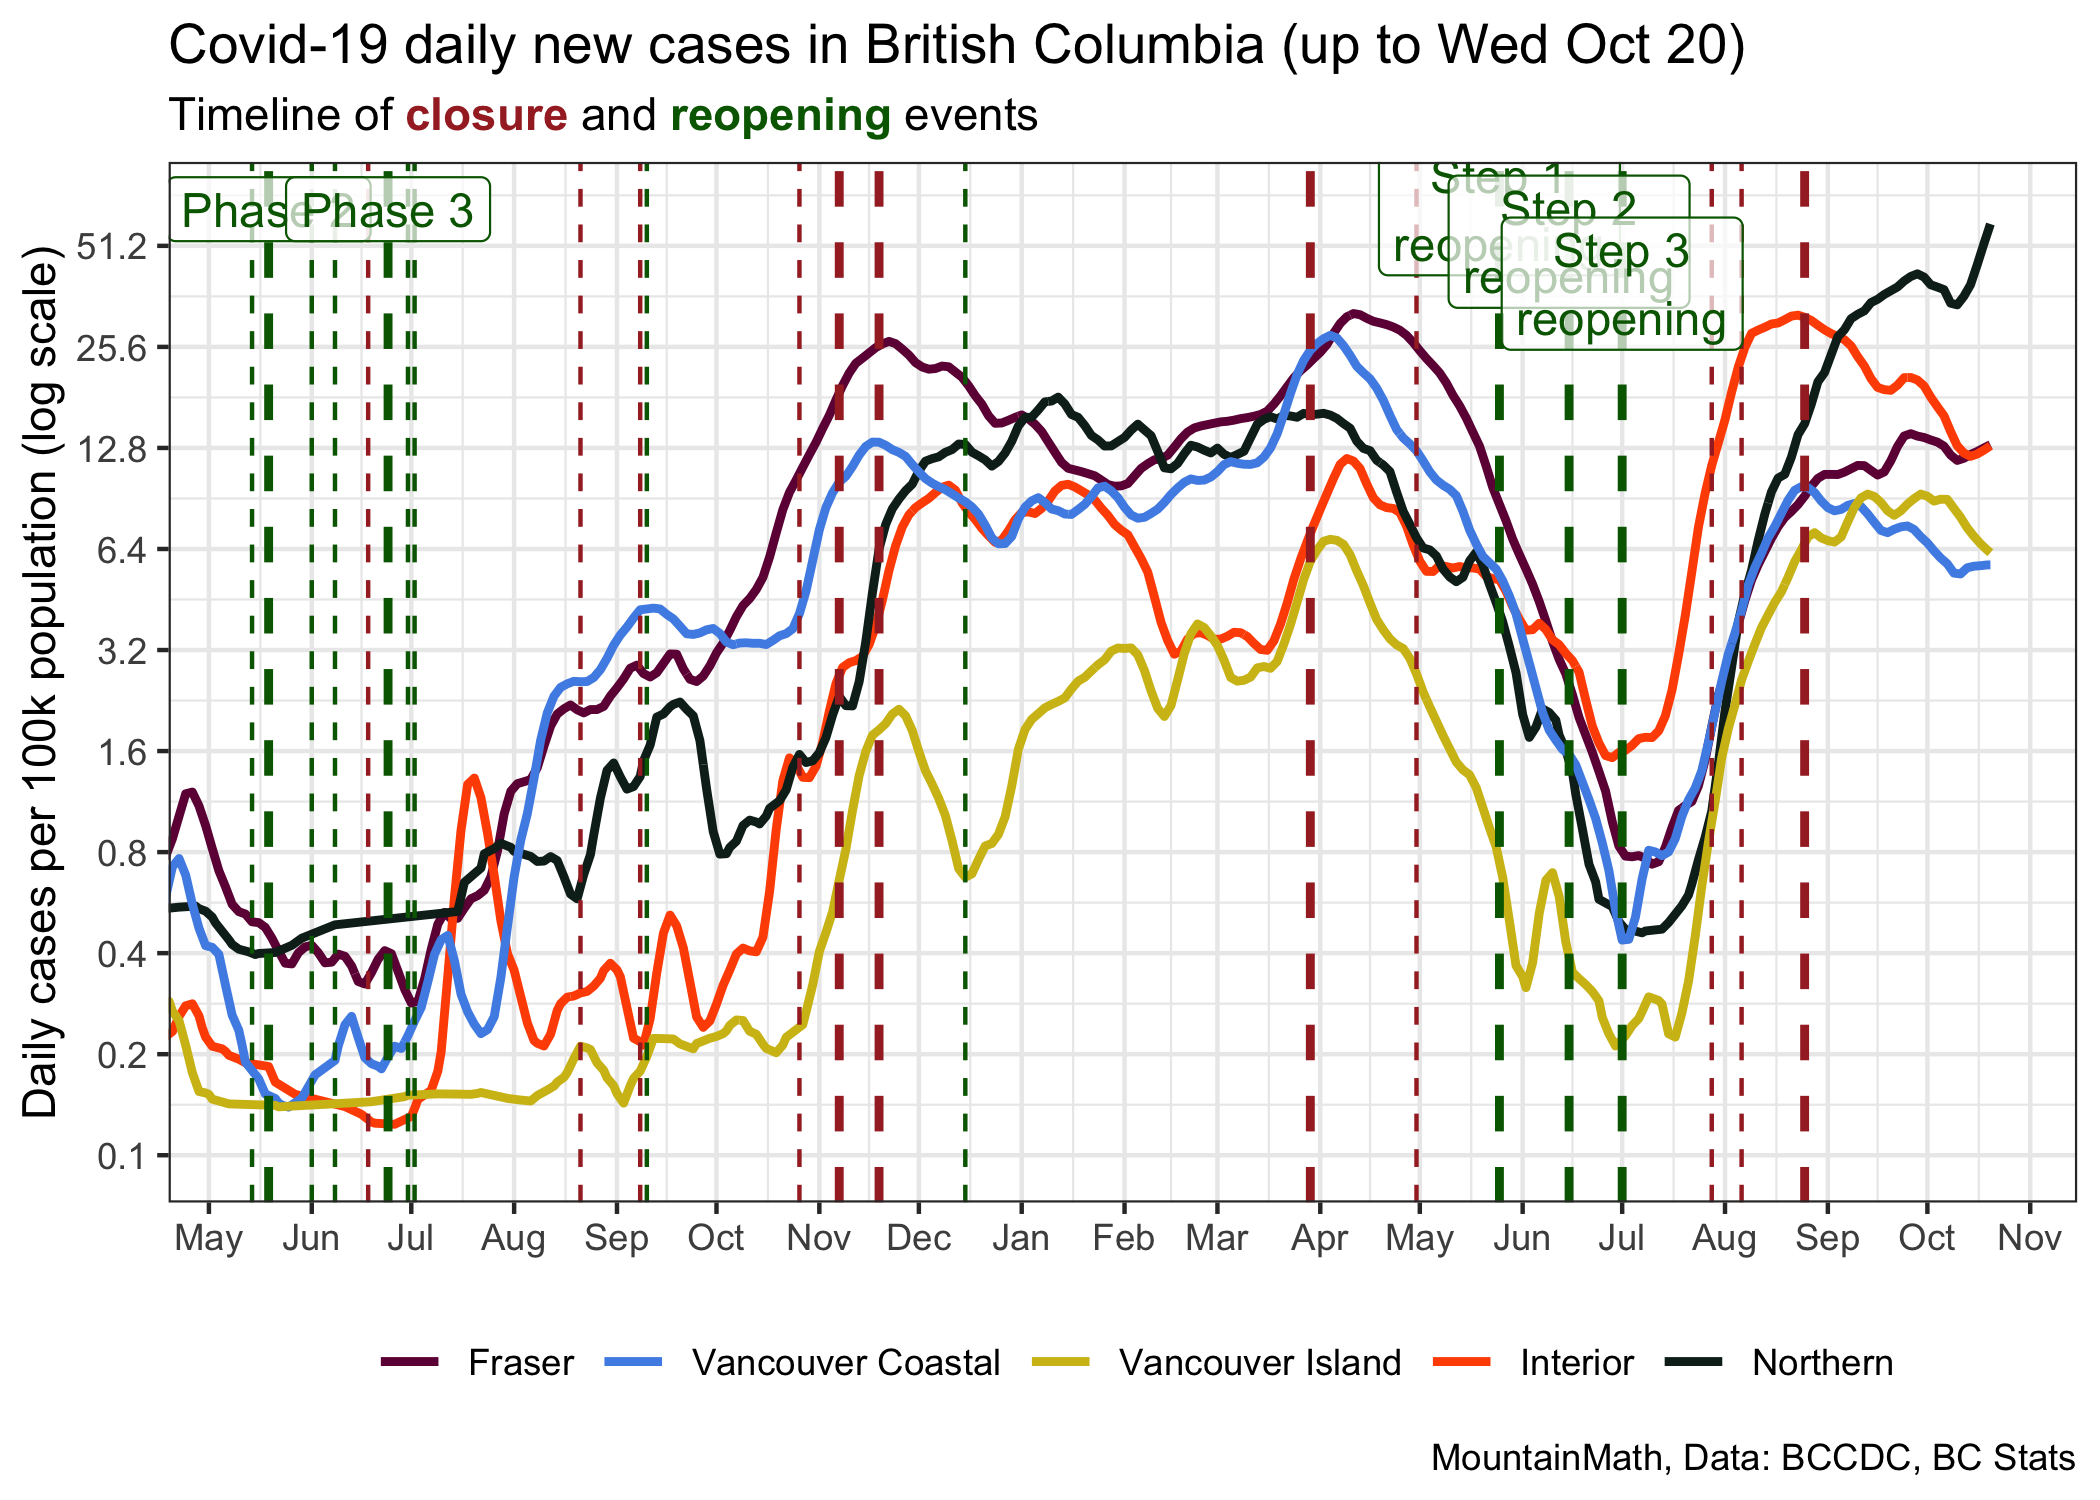 Covid-19 daily new cases in British Columbia (up to Wed Oct 20)
Timeline of closure and reopening events
Daily cases per 100k population (log scale)
51.2
25.6
12.8
6.4
3.2
1.6
0.8
0.4
0.2
0.1
Phase 2
Phase 3
Step 1
reopening
Step 2
reopening
Step 3
reopening
May Jun Jul Aug Sep Oct Nov Dec Jan Feb Mar Apr May Jun Jul Aug Sep Oct Nov
Fraser Vancouver Coastal Vancouver Island Interior Northern
MountainMath, Data: BCCDC, BC Stats